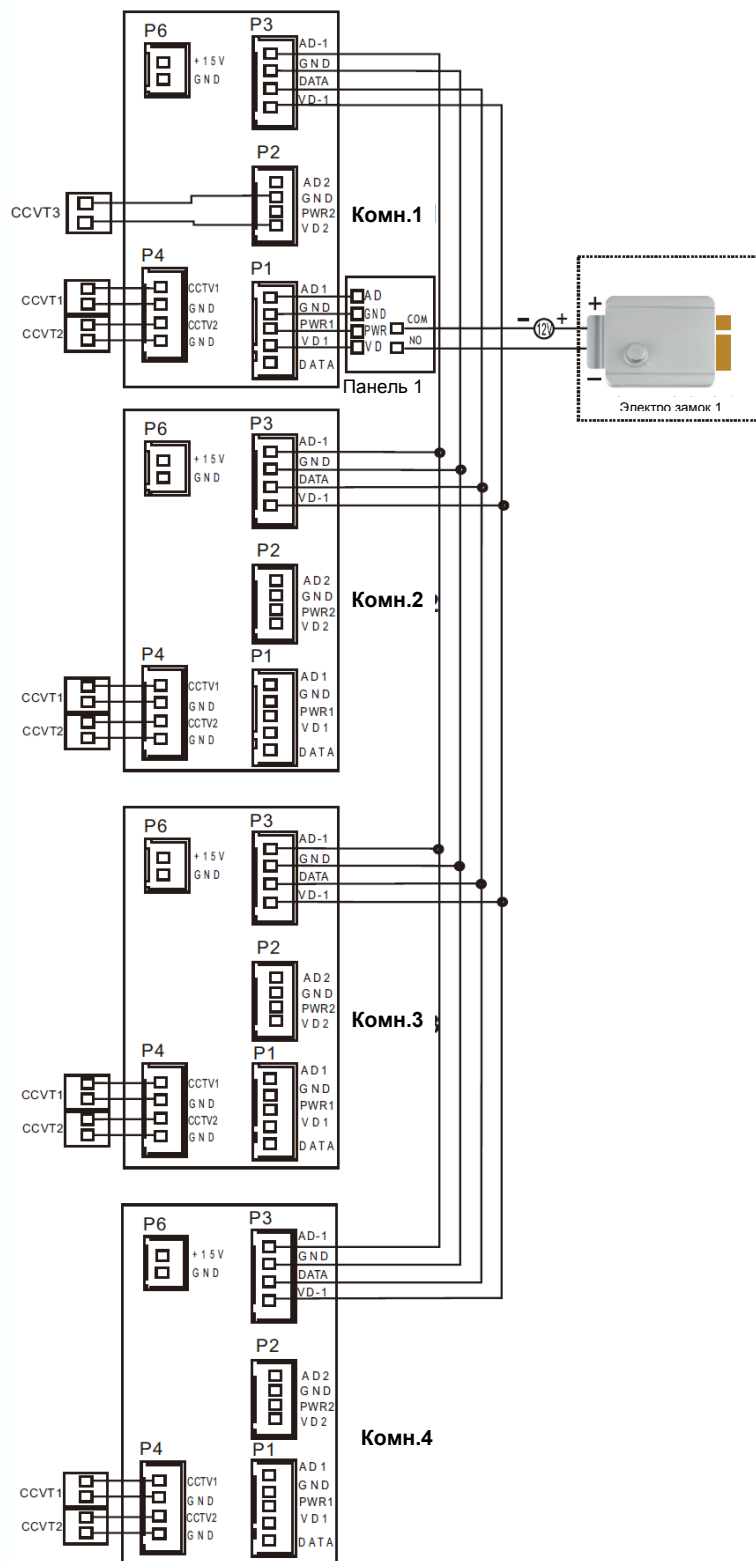 P6
P3
AD-1
+15V
GND
GND
DATA
VD-1
P2
AD2
GND
PWR2
VD2
CCVT3
Комн.1
P4
P1
CCTV1
GND
CCTV2
GND
CCVT1
CCVT2
AD1
GND
PWR1
VD1
DATA
AD
GND
PWR
VD
COM
NO
Панель 1
−
12V
+
+
−
Электро замок 1
P6
P3
+15V
GND
AD-1
GND
DATA
VD-1
P2
AD2
GND
PWR2
VD2
Комн.2
P4
P1
CCVT1
CCVT2
CCTV1
GND
CCTV2
GND
AD1
GND
PWR1
VD1
DATA
P6
P3
+15V
GND
AD-1
GND
DATA
VD-1
P2
AD2
GND
PWR2
VD2
Комн.3
P4
P1
CCVT1
CCVT2
CCTV1
GND
CCTV2
GND
AD1
GND
PWR1
VD1
DATA
P6
P3
+15V
GND
AD-1
GND
DATA
VD-1
P2
AD2
GND
PWR2
VD2
Комн.4
P4
P1
CCVT1
CCVT2
CCTV1
GND
CCTV2
GND
AD1
GND
PWR1
VD1
DATA